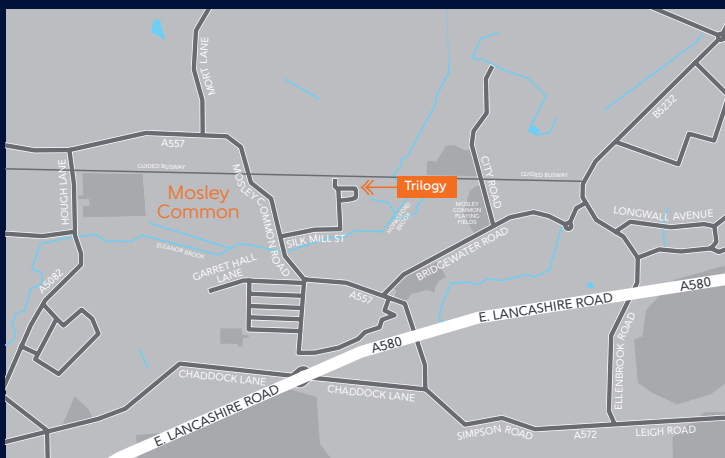 MORT LANE
A557
B5232
HOUGH LANE
GUIDED BUSWAY
MOSLEY COMMON ROAD
Mosley
Common
Trilogy
CITY ROAD
GUIDED BUSWAY
MOSLEY
COMMON
PLAYING
FIELDS
LONGWALL AVENUE
SILK MILL ST
BRIDGEWATER ROAD
ELEANOR BROOK
GARRET HALL
LANE
A5082
A557
A580
E. LANCASHIRE ROAD
A580
ELLENBROOK ROAD
CHADDOCK LANE
CHADDOCK LANE
E. LANCASHIRE ROAD
SIMPSON ROAD
A572
LEIGH ROAD